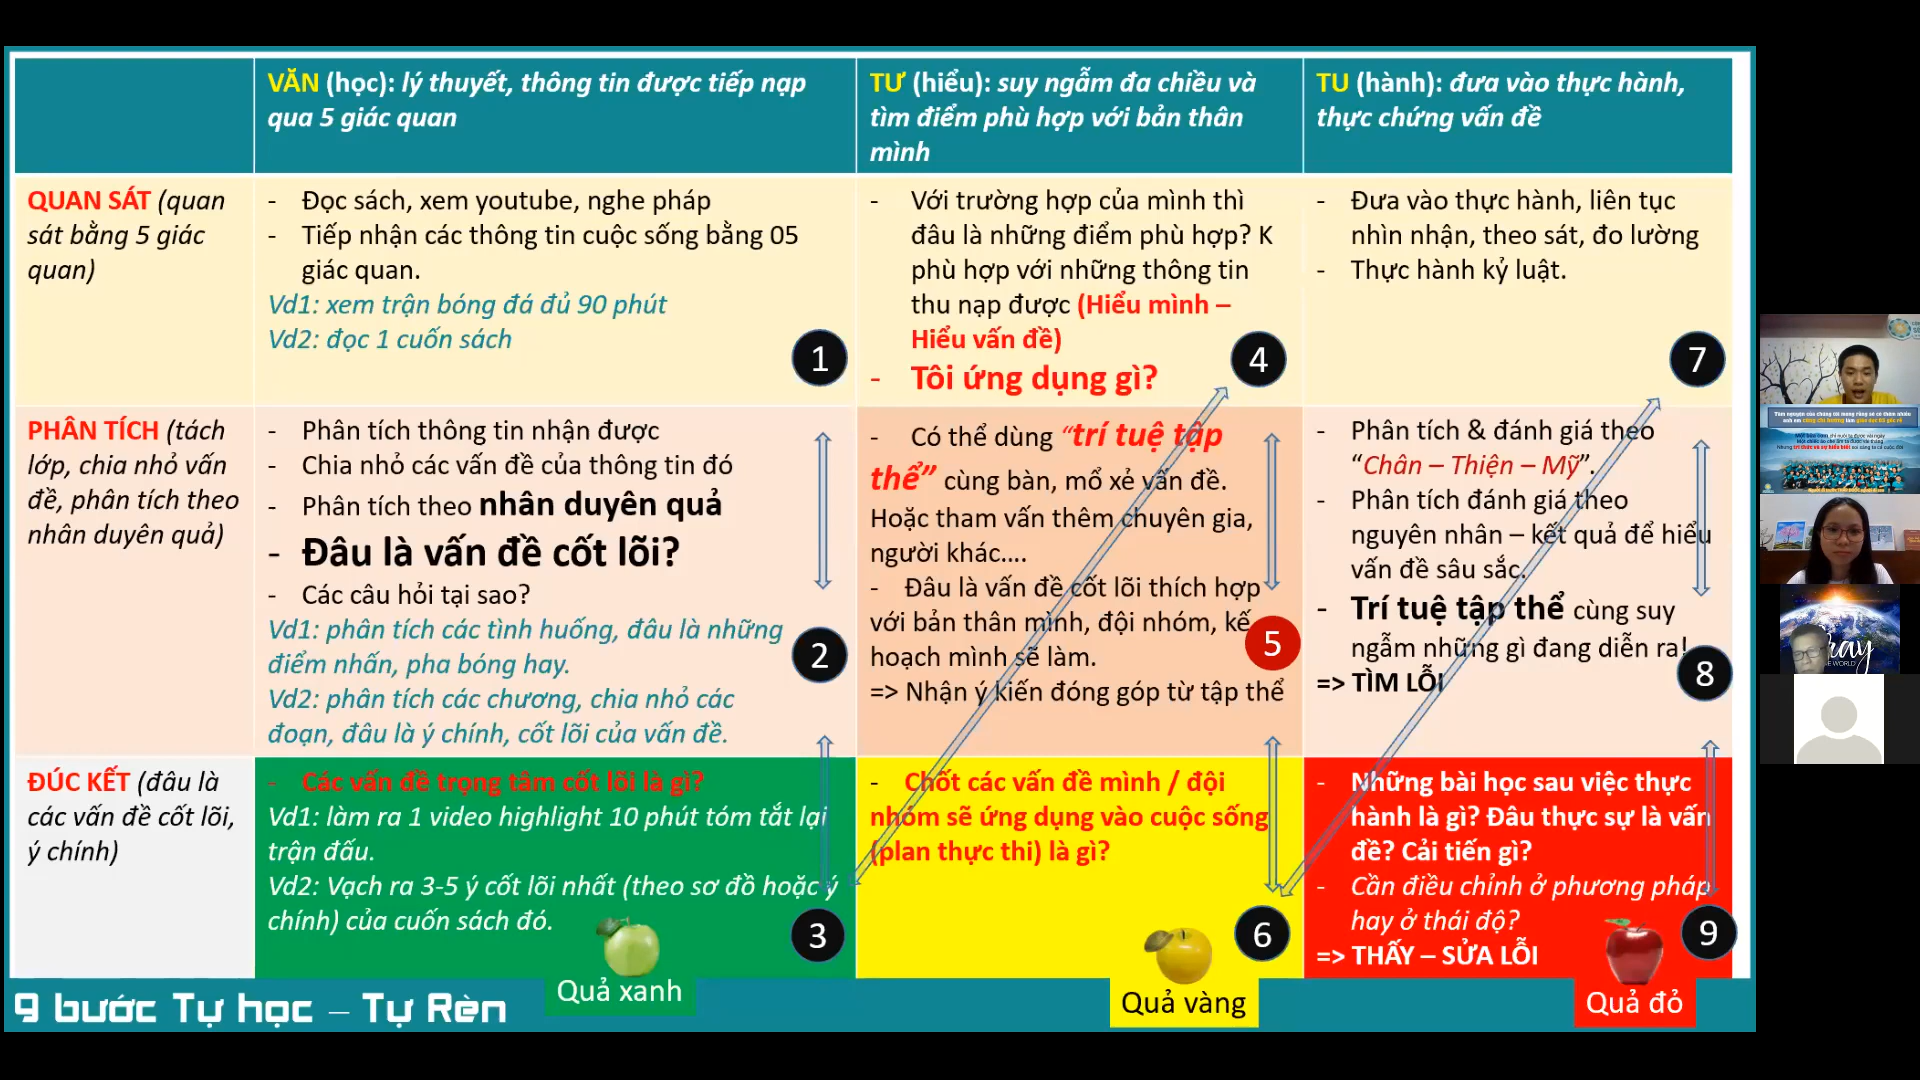 VĂN (học): lý thuyết, thông tin được tiếp nạp
qua 5 giác quan
TƯ (hiểu): suy ngẫm đa chiều và
tìm điểm phù hợp với bản thân
mình
TU (hành): đưa vào thực hành,
thực chứng vấn đề
QUAN SÁT (quan
sát bằng 5 giác
quan)
- Đọc sách, xem youtube, nghe pháp
- Tiếp nhận các thông tin cuộc sống bằng 05
giác quan.
Vd1: xem trận bóng đá đủ 90 phút
Vd2: đọc 1 cuốn sách
1
- Với trường hợp của mình thì
đâu là những điểm phù hợp? K
phù hợp với những thông tin
thu nạp được (Hiểu mình –
Hiểu vấn đề)
- Tôi ứng dụng gì?
4
- Đưa vào thực hành, liên tục
nhìn nhận, theo sát, đo lường
- Thực hành kỷ luật.
7
PHÂN TÍCH (tách
lớp, chia nhỏ vấn
đề, phân tích theo
nhân duyên quả)
- Phân tích thông tin nhận được
- Chia nhỏ các vấn đề của thông tin đó
- Phân tích theo nhân duyên quả
- Đâu là vấn đề cốt lõi?
- Các câu hỏi tại sao?
Vd1: phân tích các tình huống, đâu là những
điểm nhấn, pha bóng hay.
Vd2: phân tích các chương, chia nhỏ các
đoạn, đâu là ý chính, cốt lõi của vấn đề.
2
- Có thể dùng “trí tuệ tập
thể” cùng bàn, mổ xẻ vấn đề.
Hoặc tham vấn thêm chuyên gia,
người khác....
- Đâu là vấn đề cốt lõi thích hợp
với bản thân mình, đội nhóm, kế
hoạch mình sẽ làm.
=> Nhận ý kiến đóng góp từ tập thể
5
- Phân tích & đánh giá theo
“Chân – Thiện – Mỹ”.
- Phân tích đánh giá theo
nguyên nhân – kết quả để hiểu
vấn đề sâu sắc.
- Trí tuệ tập thể cùng suy
ngẫm những gì đang diễn ra!
=> TÌM LỖI
8
ĐÚC KẾT (đâu là
các vấn đề cốt lõi,
ý chính)
- Các vấn đề trọng tâm cốt lõi là gì?
Vd1: làm ra 1 video highlight 10 phút tóm tắt lại
trận đấu.
Vd2: Vạch ra 3-5 ý cốt lõi nhất (theo sơ đồ hoặc ý
chính) của cuốn sách đó.
3
- Chốt các vấn đề mình / đội
nhóm sẽ ứng dụng vào cuộc sống
(plan thực thi) là gì?
6
- Những bài học sau việc thực
hành là gì? Đâu thực sự là vấn
đề? Cải tiến gì?
- Cần điều chỉnh ở phương pháp
hay ở thái độ?
=> THẤY – SỬA LỖI
9
Quả xanh
Quả vàng
Quả đỏ
9 bước Tự học – Tự Rèn